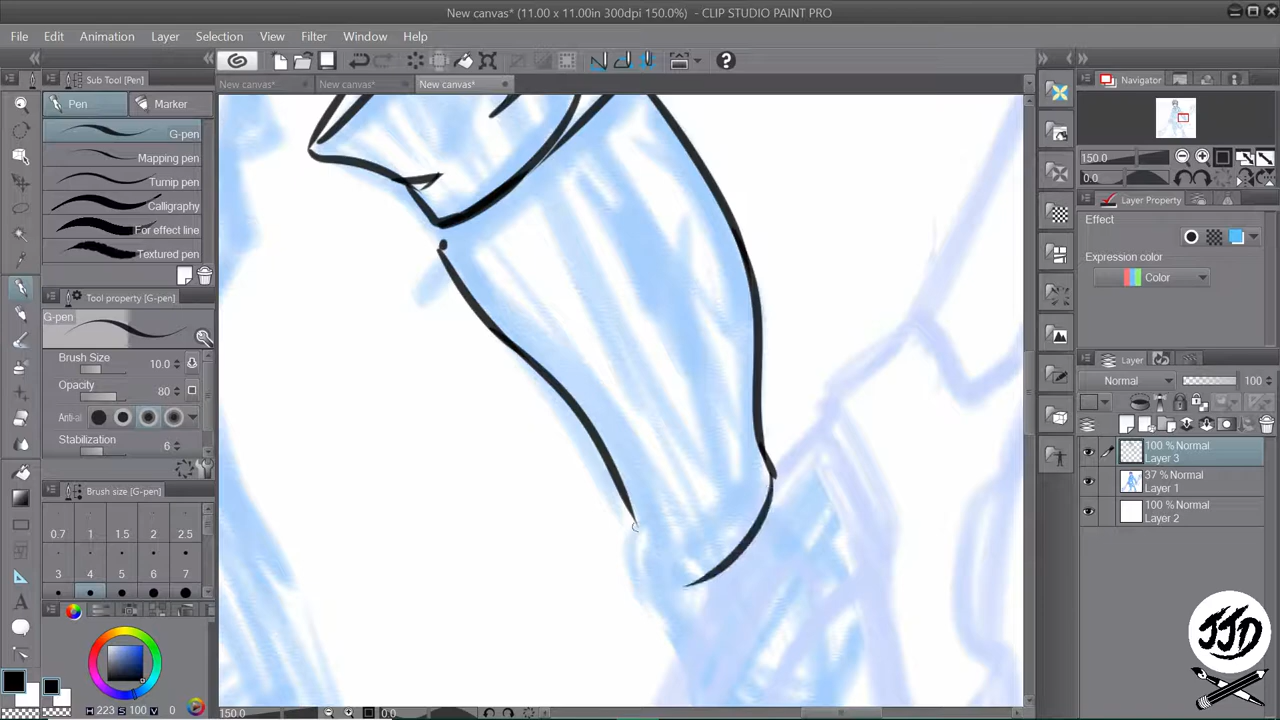 New canvas* (11.00 x 11.00in 300dpi 150.0%) - CLIP STUDIO PAINT PRO
File Edit Animation Layer Selection View Filter Window Help
Sub Tool [Pen]
New canvas* New canvas* New canvas*
Navigator
Pen Marker
G-pen
Mapping pen
Turnip pen
Calligraphy
For effect line
Textured pen
150.0
0.0
Layer Property
Effect
Expression color
Color
Tool property [G-pen]
G-pen
Brush Size 10.0
Opacity 80
Anti-al
Stabilization 6
Layer
Normal 100
100 % Normal
Layer 3
37 % Normal
Layer 1
100 % Normal
Layer 2
Brush size [G-pen]
0.7 1 1.5 2 2.5
3 4 5 6 7
JJD
H 223 S 100 V 0
150.0 0.0